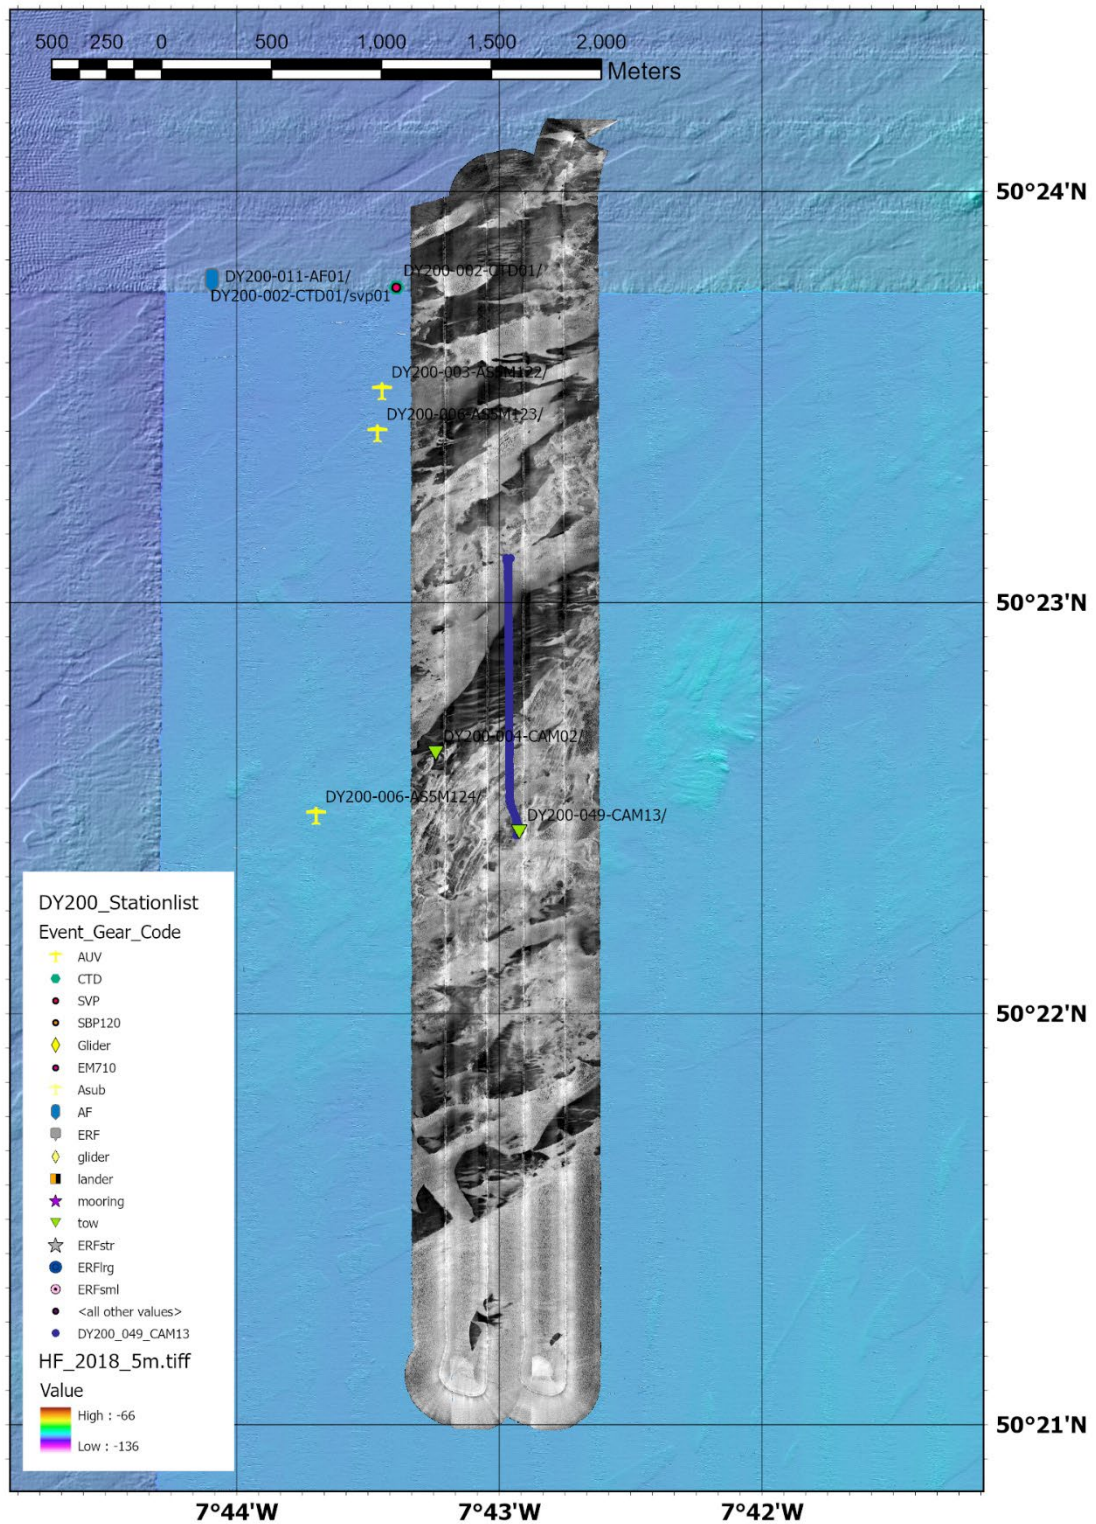 500 250 0 500 1,000 1,500 2,000
Meters
50°24'N
DY200-002-CTD01/
DY200-011-AF01/
DY200-002-CTD01/svp01
DY200-003-AS5M122/
DY200-006-AS5M123/
50°23'N
DY200-004-CAM02/
DY200-006-AS5M124/
DY200-049-CAM13/
50°22'N
50°21'N
DY200_Stationlist
Event_Gear_Code
AUV
CTD
SVP
SBP120
Glider
EM710
Asub
AF
ERF
glider
lander
mooring
tow
ERFstr
ERFlrg
ERFsml
<all other values>
DY200_049_CAM13
HF_2018_5m.tiff
Value
High : -66
Low : -136
7°44'W 7°43'W 7°42'W